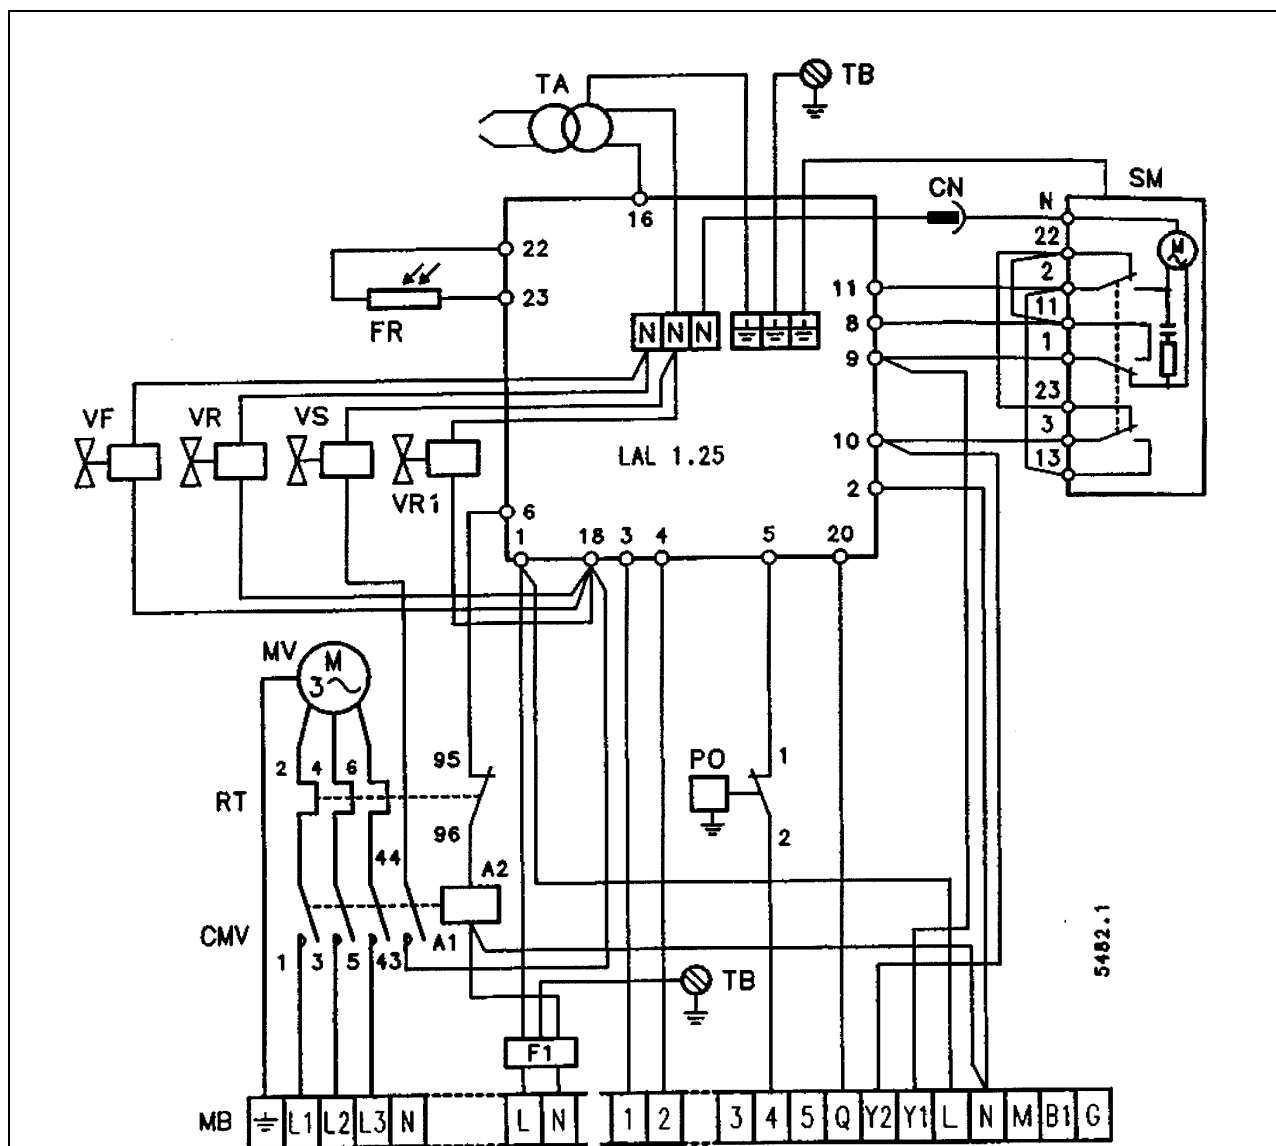 TA
TB
CN
SM
N
16
22
22
2
11
FR
23
11
8
N N N
1
9
23
VF
VR
VS
LAL 1.25
10
3
VR1
13
2
6
1
18
3
4
5
20
MV
M
3~
M
2
4
6
95
PO
1
RT
96
2
44
A2
CMV
A1
1
3
5
43
TB
5482.1
F1
MB
L1 L2 L3 N
L N
1 2
3 4 5 Q Y2 Y1 L N M B1 G